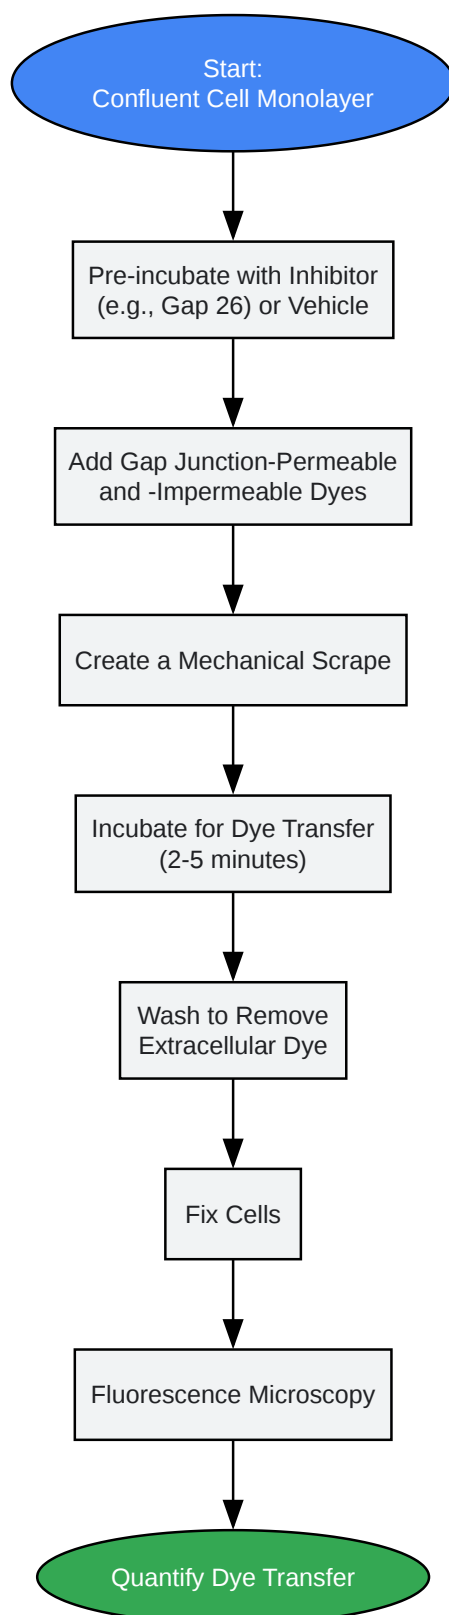 Start:
Confluent Cell Monolayer
Pre-incubate with Inhibitor
(e.g., Gap 26) or Vehicle
Add Gap Junction-Permeable
and -Impermeable Dyes
Create a Mechanical Scrape
Incubate for Dye Transfer
(2-5 minutes)
Wash to Remove
Extracellular Dye
Fix Cells
Fluorescence Microscopy
Quantify Dye Transfer